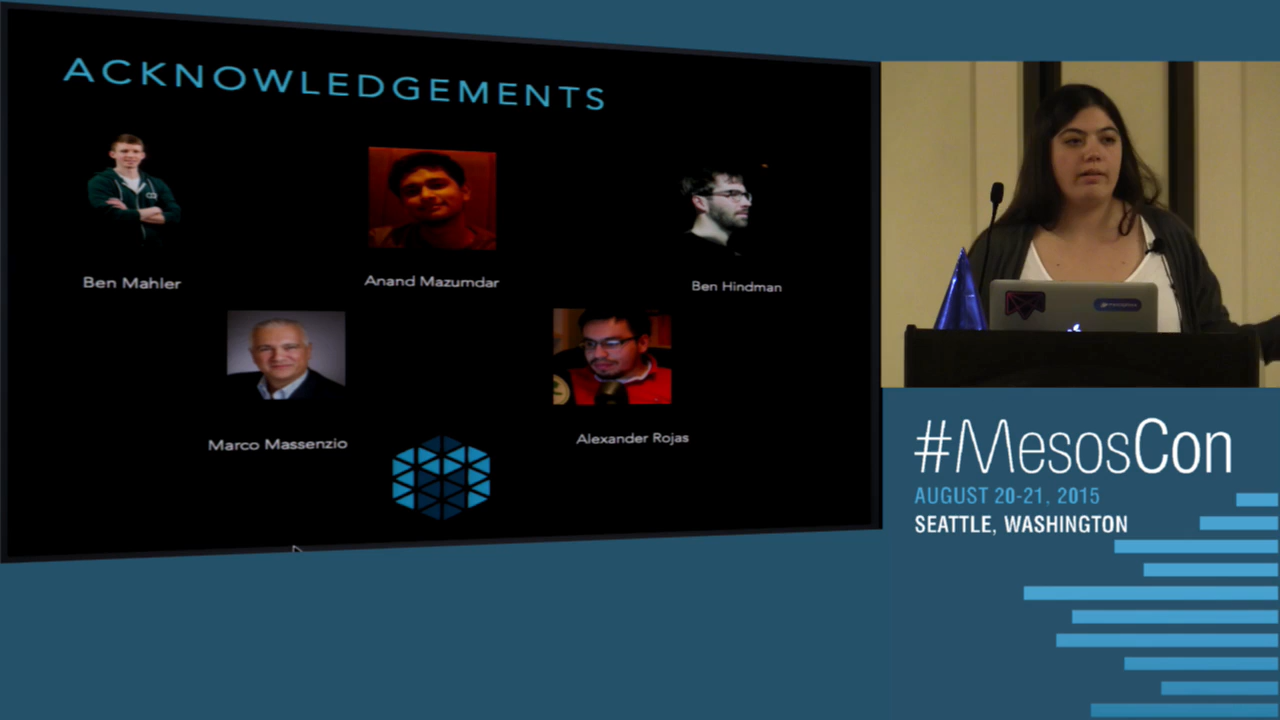 ACKNOWLEDGEMENTS
Ben Mahler
Anand Mazumdar
Ben Hindman
Marco Massenzio
Alexander Rojas
#MesosCon
AUGUST 20-21, 2015
SEATTLE, WASHINGTON